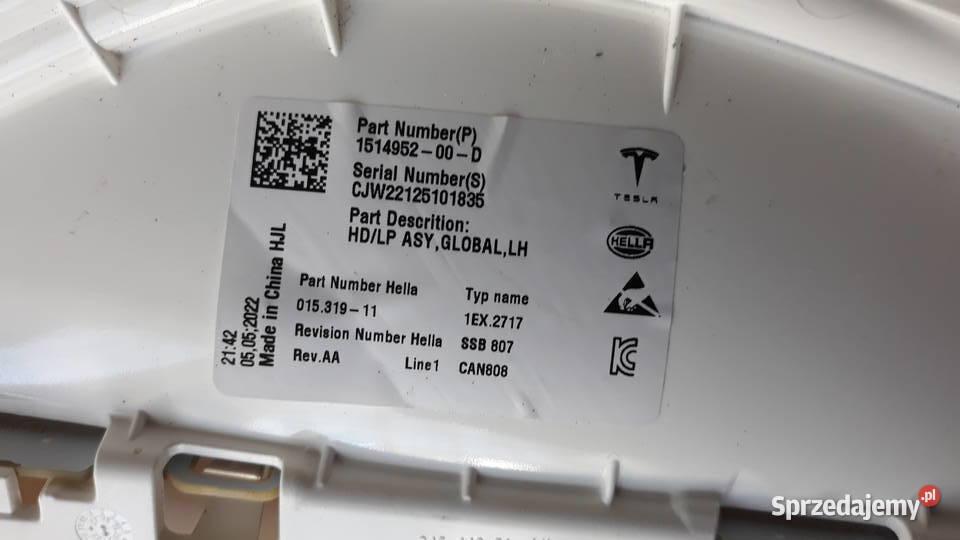 Part Number(P)
1514952-00-D
Serial Number(S)
CJW22125101835
Part Descrition:
HD/LP ASY,GLOBAL,LH
TESLA
HELLA
Part Number Hella
015.319-11
Revision Number Hella
Rev.AA
Line1
Typ name
1EX.2717
SSB 807
CAN808
21:42
05,05;2022
Made in China HJL
Sprzedajemy.pl